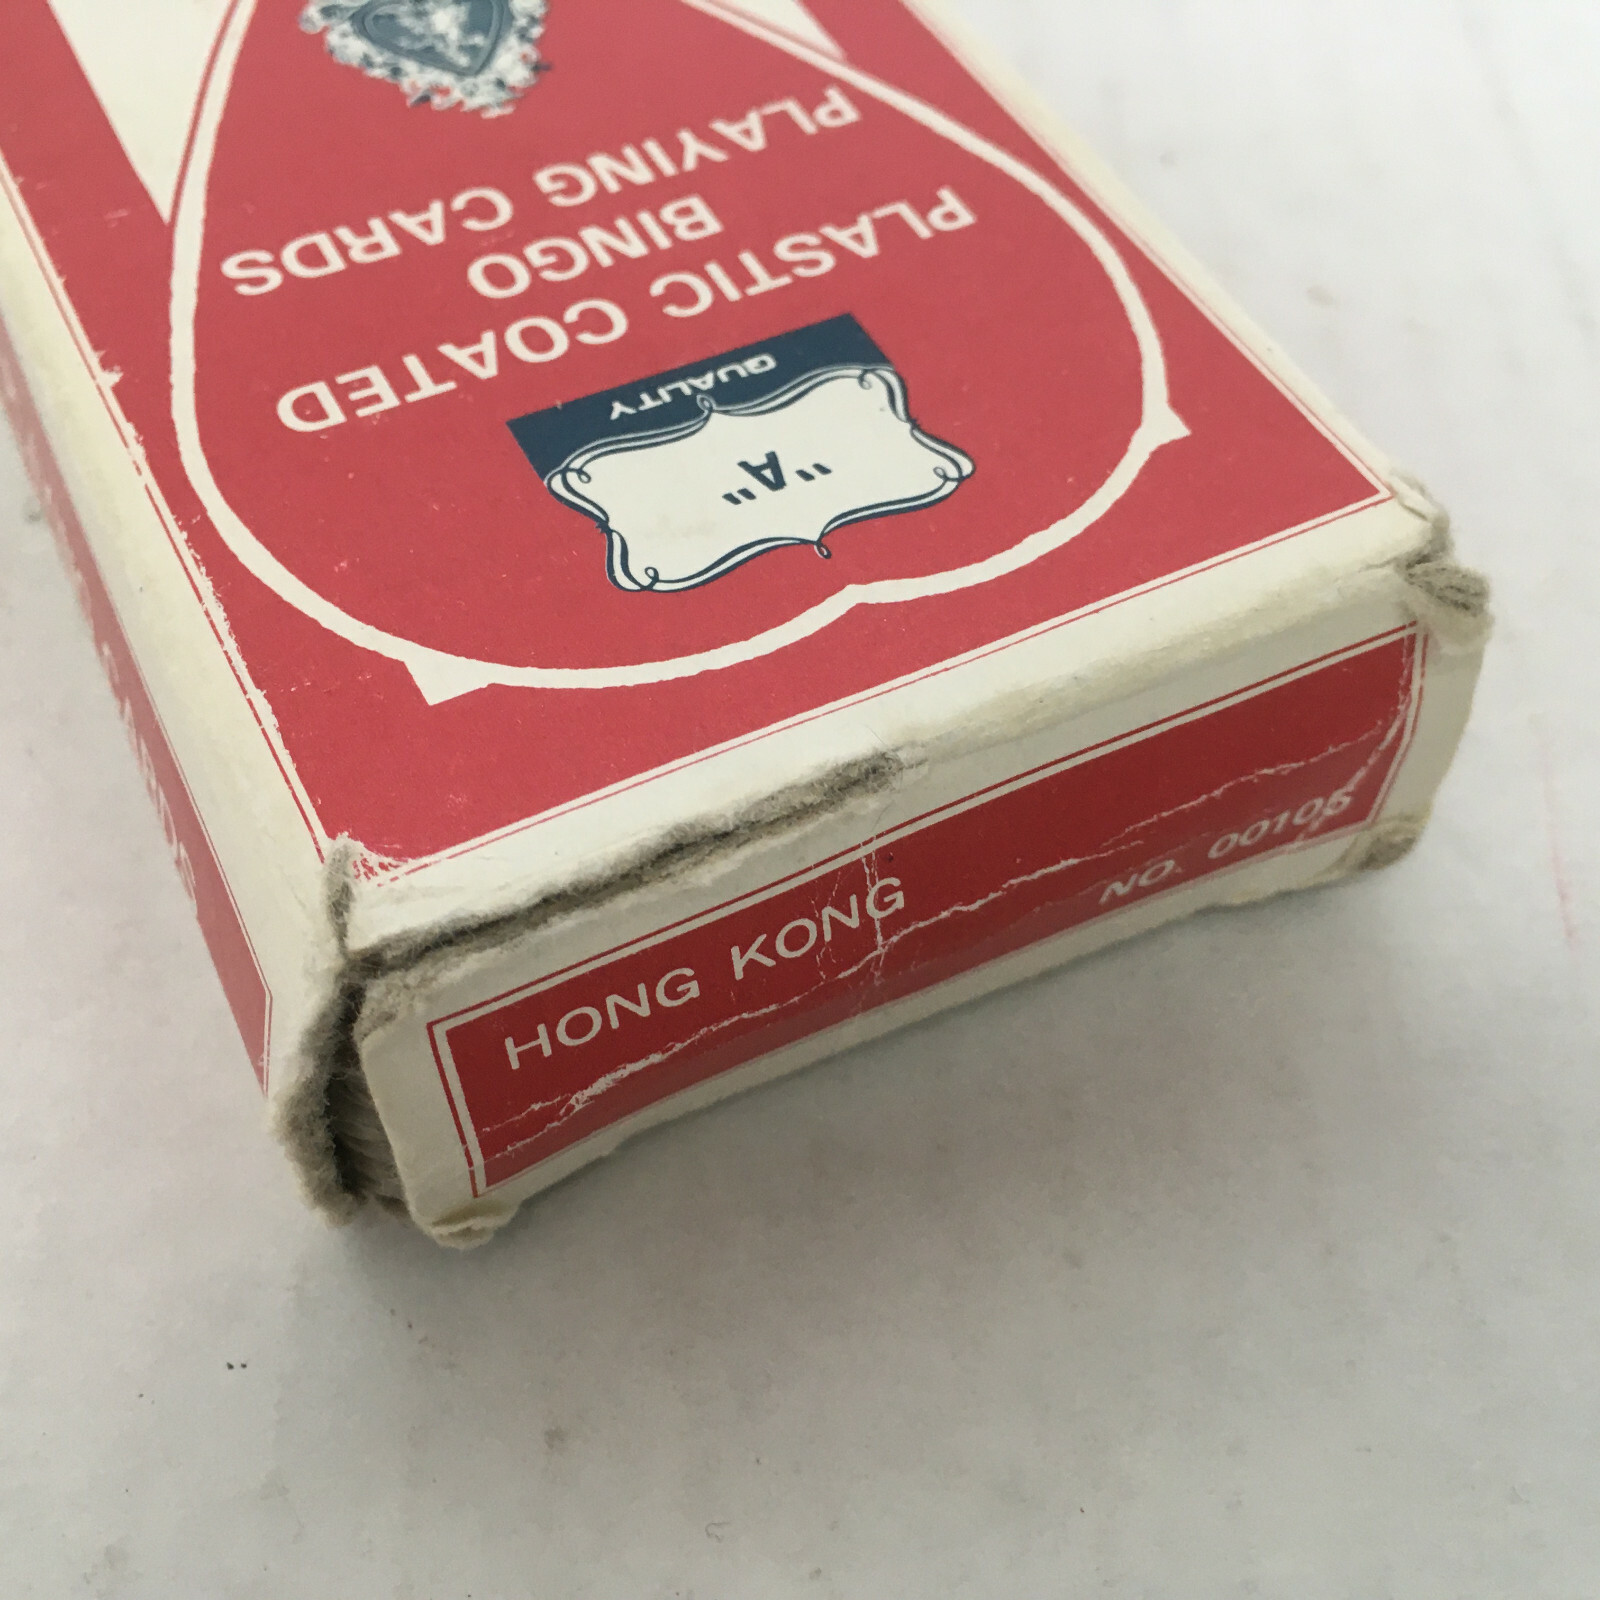 "A"
QUALITY
PLASTIC COATED
BINGO
PLAYING CARDS
HONG KONG
NO. 00105